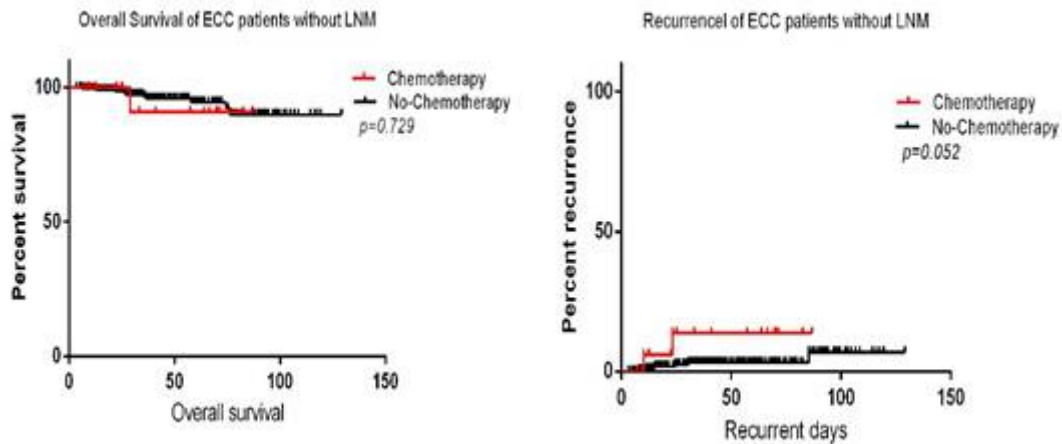 Overall Survival of ECC patients without LNM
100
50
0
Percent survival
0 50 100 150
Overall survival
Chemotherapy
No-Chemotherapy
p=0.729
Recurrencel of ECC patients without LNM
100
50
0
Percent recurrence
0 50 100 150
Recurrent days
Chemotherapy
No-Chemotherapy
p=0.052